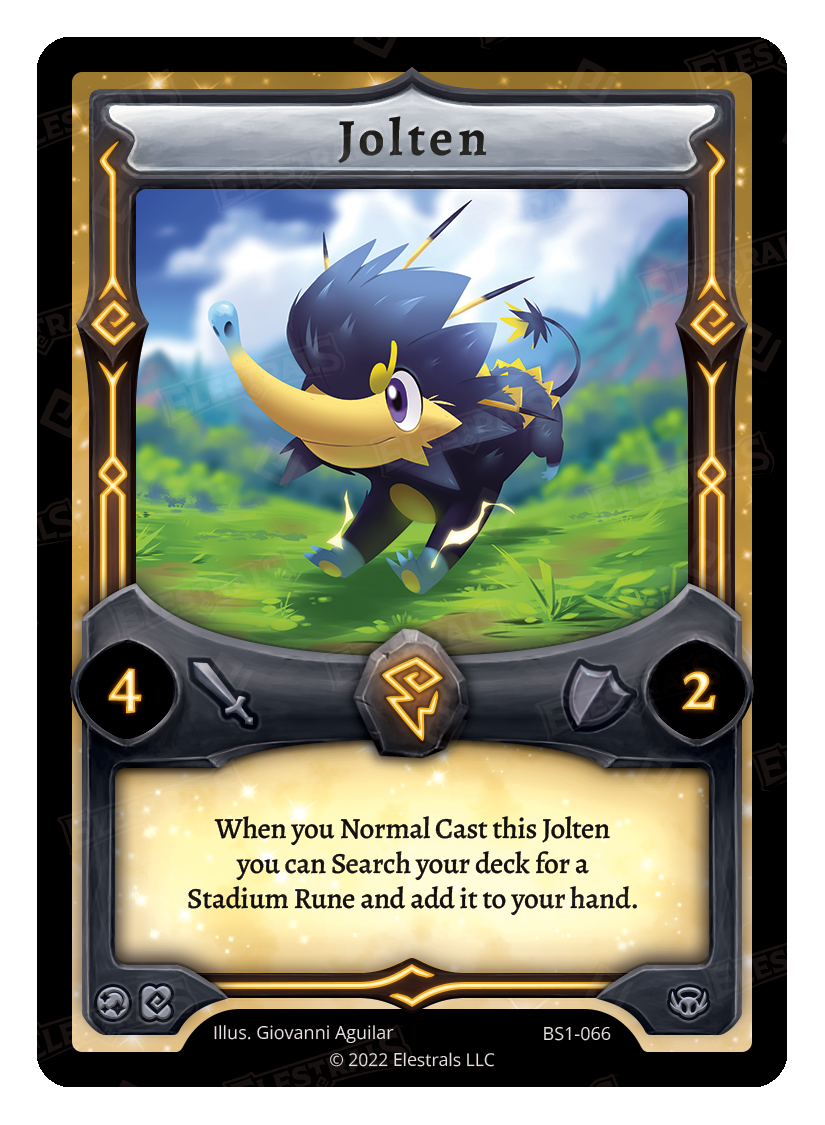 Jolten
4
2
When you Normal Cast this Jolten
you can Search your deck for a
Stadium Rune and add it to your hand.
Illus. Giovanni Aguilar
BS1-066
© 2022 Elestrals LLC